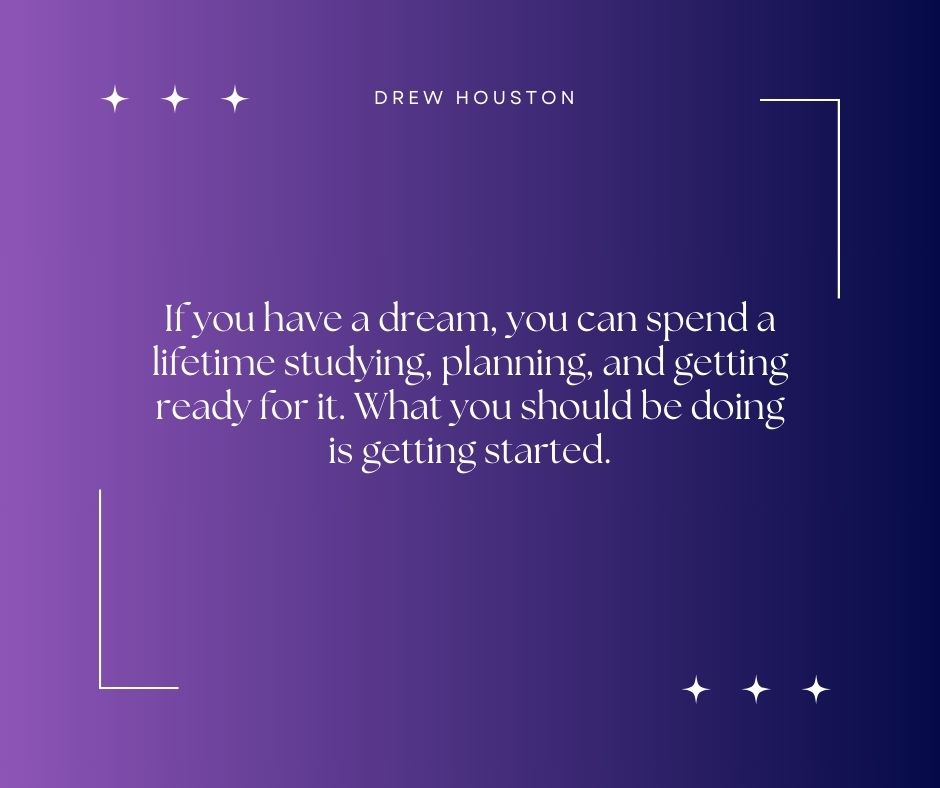 DREW HOUSTON
If you have a dream, you can spend a
lifetime studying, planning, and getting
ready for it. What you should be doing
is getting started.